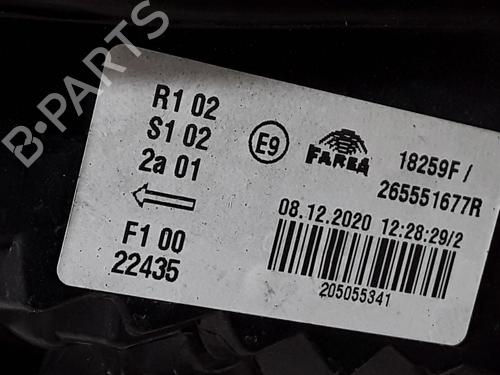 B-PARTS
R1 02
S1 02
2a 01
E9
FAREA
18259F /
265551677R
08.12.2020 12:28:29/2
F1 00
22435
205055341